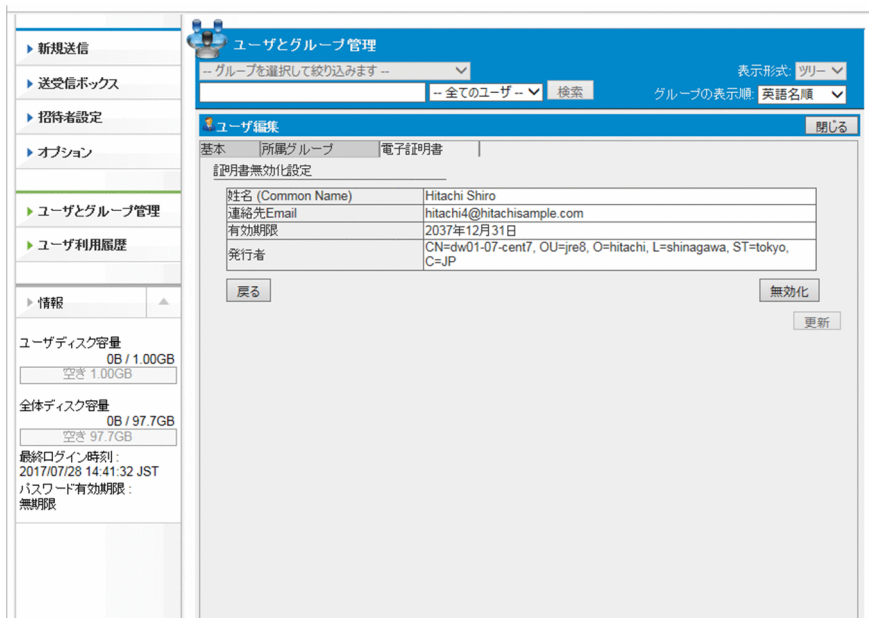 新規送信
送受信ボックス
招待者設定
オプション
ユーザとグループ管理
ユーザ利用履歴
情報
ユーザディスク容量
0B / 1.00GB
空き 1.00GB
全体ディスク容量
0B / 97.7GB
空き 97.7GB
最終ログイン時刻 :
2017/07/28 14:41:32 JST
パスワード有効期限 :
無期限
ユーザとグループ管理
-- グループを選択して絞り込みます --
表示形式: ツリー
-- 全てのユーザ -- 検索
グループの表示順: 英語名順
ユーザ編集 閉じる
基本 所属グループ 電子証明書
証明書無効化設定
姓名 (Common Name) Hitachi Shiro
連絡先Email hitachi4@hitachisample.com
有効期限 2037年12月31日
発行者 CN=dw01-07-cent7, OU=jre8, O=hitachi, L=shinagawa, ST=tokyo,
C=JP
戻る 無効化
更新